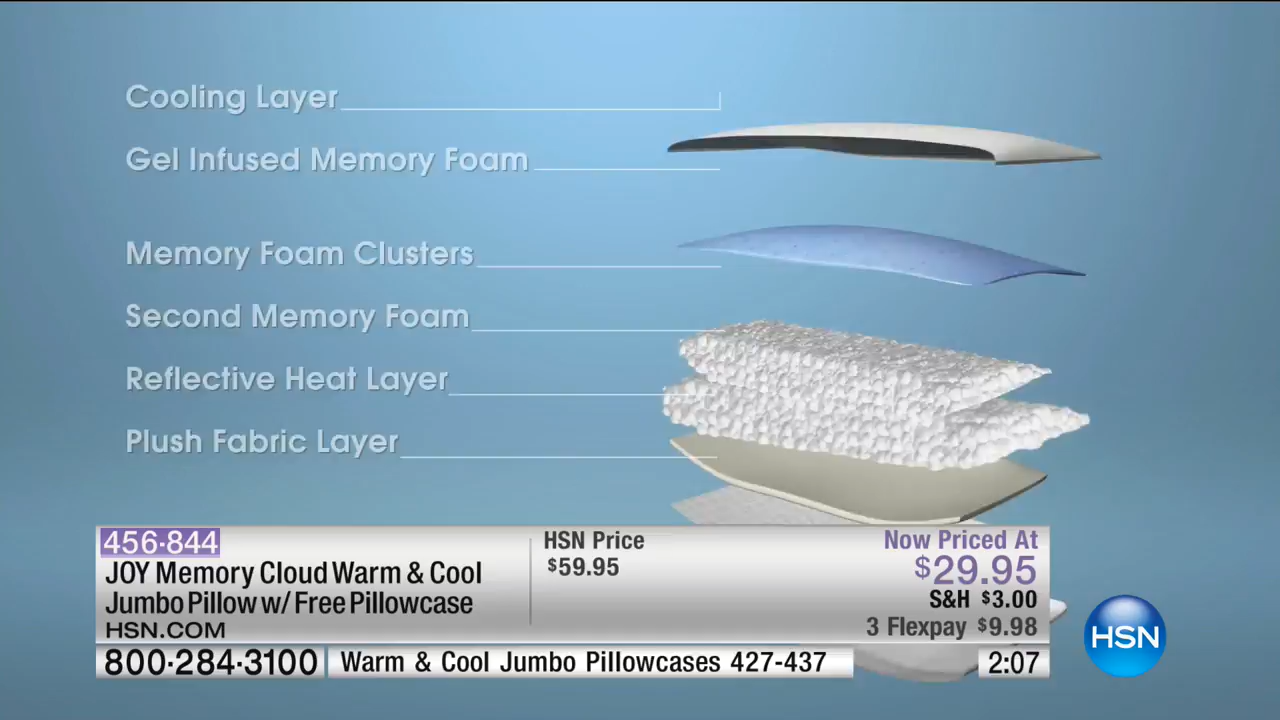 Cooling Layer
Gel Infused Memory Foam
Memory Foam Clusters
Second Memory Foam
Reflective Heat Layer
Plush Fabric Layer
456·844
JOY Memory Cloud Warm & Cool
Jumbo Pillow w/ Free Pillowcase
HSN.COM
HSN Price
$59.95
Now Priced At
$29.95
S&H $3.00
3 Flexpay $9.98
800·284·3100
Warm & Cool Jumbo Pillowcases 427-437
2:07
HSN